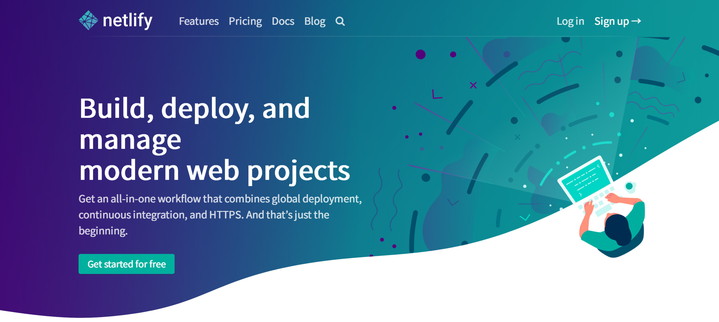 netlify
Features Pricing Docs Blog
Log in Sign up →
Build, deploy, and
manage
modern web projects
Get an all-in-one workflow that combines global deployment,
continuous integration, and HTTPS. And that's just the
beginning.
Get started for free